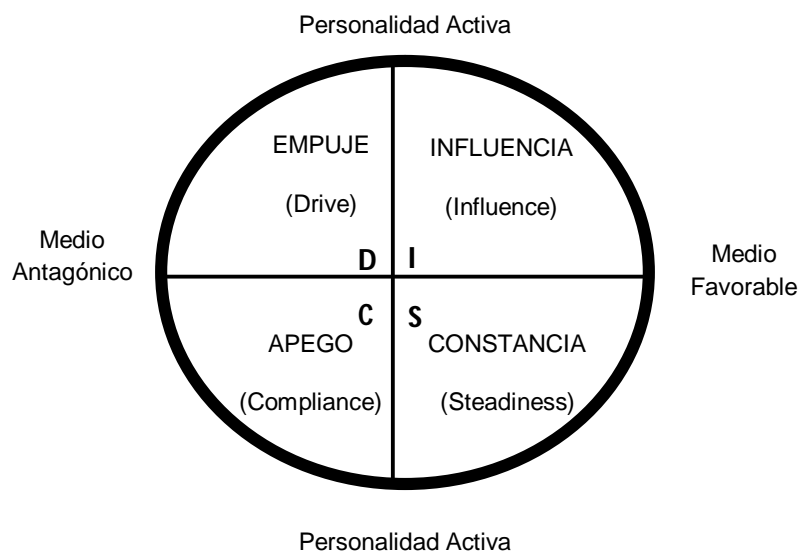 Personalidad Activa
EMPUJE
INFLUENCIA
(Drive)
(Influence)
Medio
Antagónico
Medio
Favorable
D
I
C
S
APEGO
CONSTANCIA
(Compliance)
(Steadiness)
Personalidad Activa